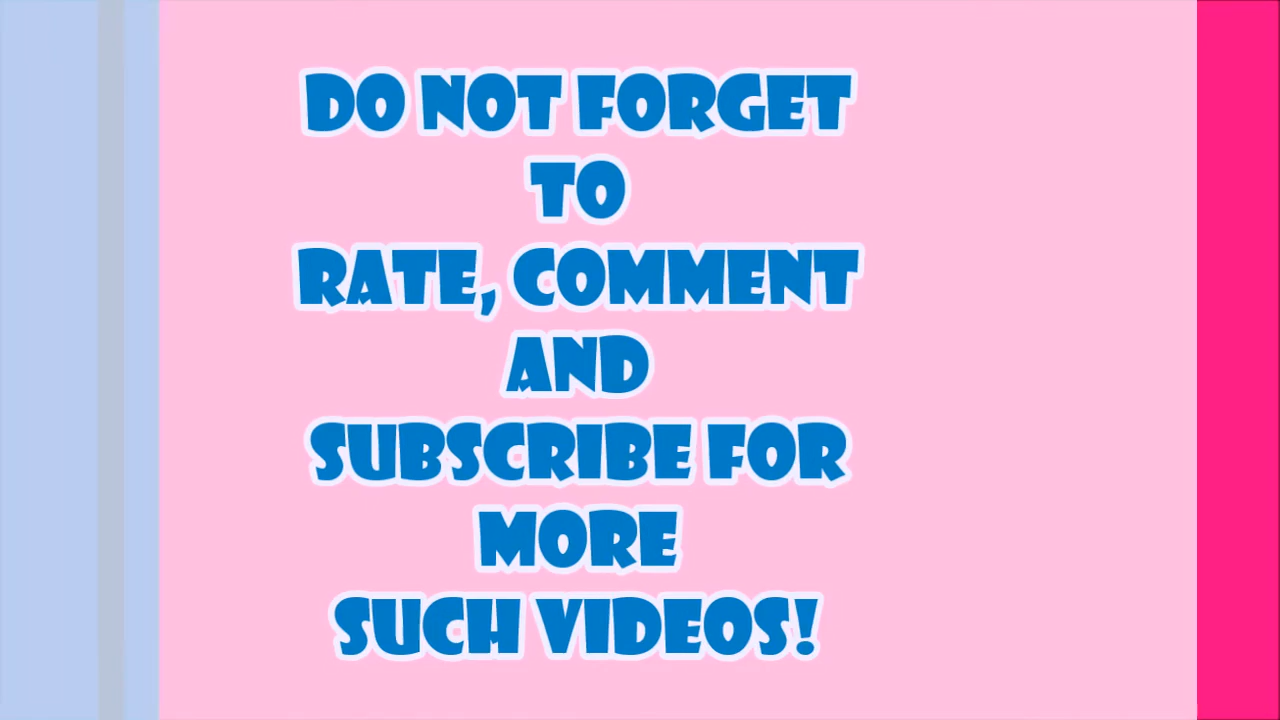 DO NOT FORGET
TO
RATE, COMMENT
AND
SUBSCRIBE FOR
MORE
SUCH VIDEOS!